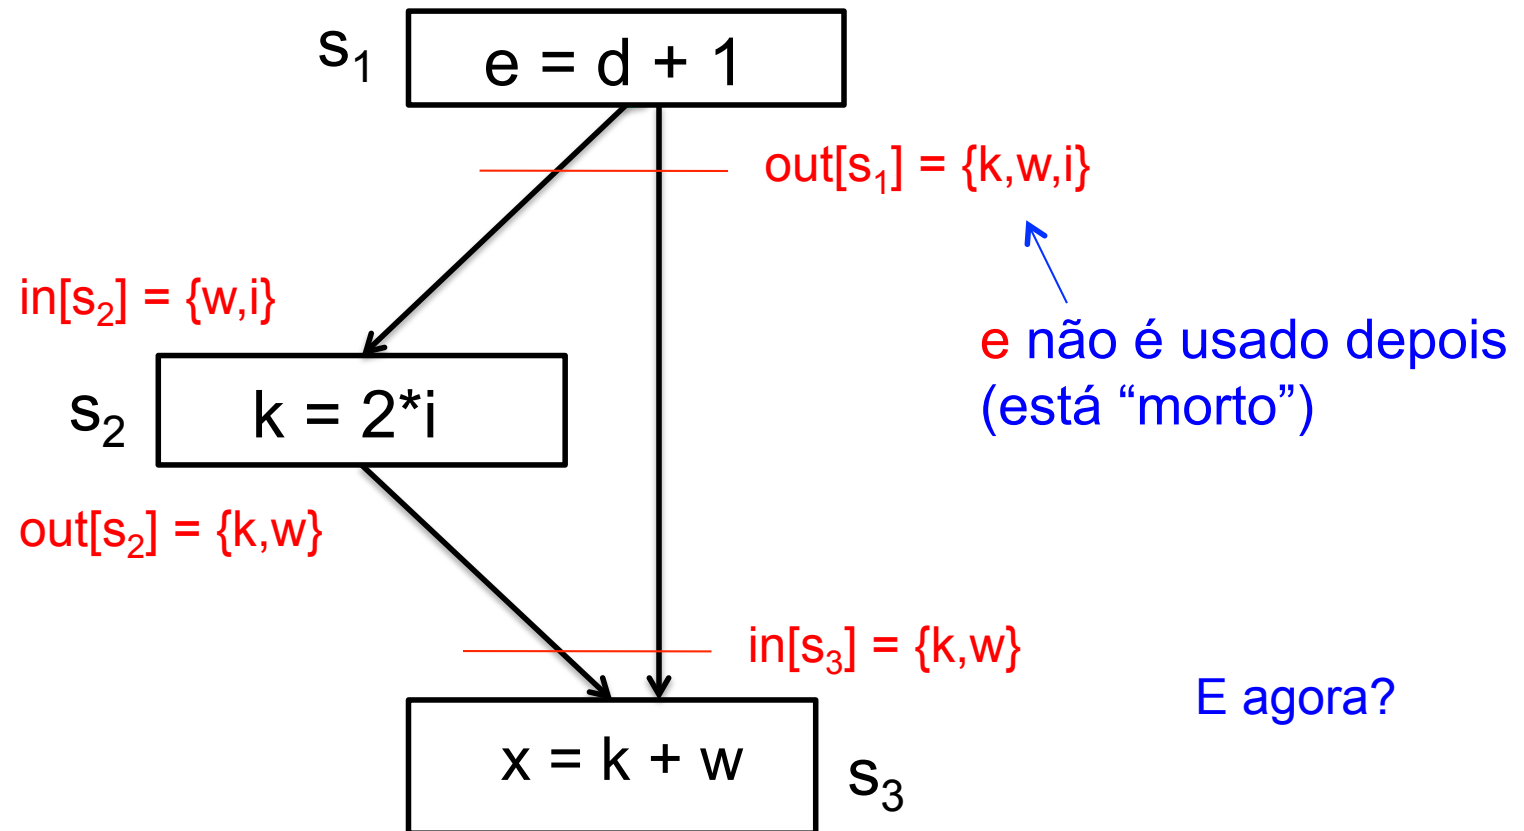 s₁ e = d + 1
out[s₁] = {k,w,i}
in[s₂] = {w,i}
e não é usado depois
(está “morto”)
s₂ k = 2*i
out[s₂] = {k,w}
in[s₃] = {k,w}
E agora?
x = k + w s₃